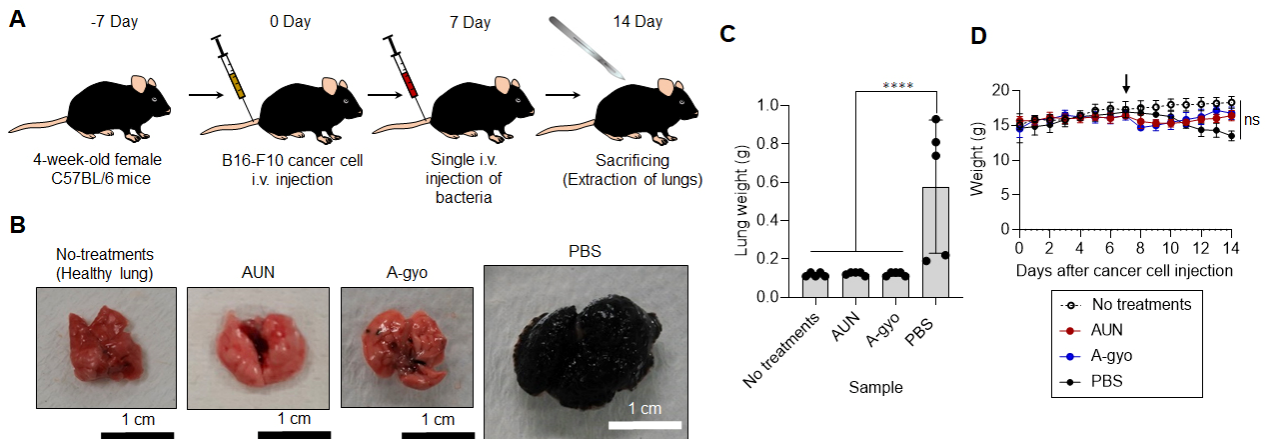 A
-7 Day
0 Day
7 Day
14 Day
4-week-old female
C57BL/6 mice
B16-F10 cancer cell
i.v. injection
Single i.v.
injection of
bacteria
Sacrificing
(Extraction of lungs)
B
No-treatments
(Healthy lung)
AUN
A-gyo
PBS
1 cm
1 cm
1 cm
1 cm
C
****
Lung weight (g)
1.0
0.8
0.6
0.4
0.2
0.0
No treatments
AUN
A-gyo
PBS
Sample
D
Weight (g)
20
15
10
5
0
ns
0
2
4
6
8
10
12
14
Days after cancer cell injection
No treatments
AUN
A-gyo
PBS